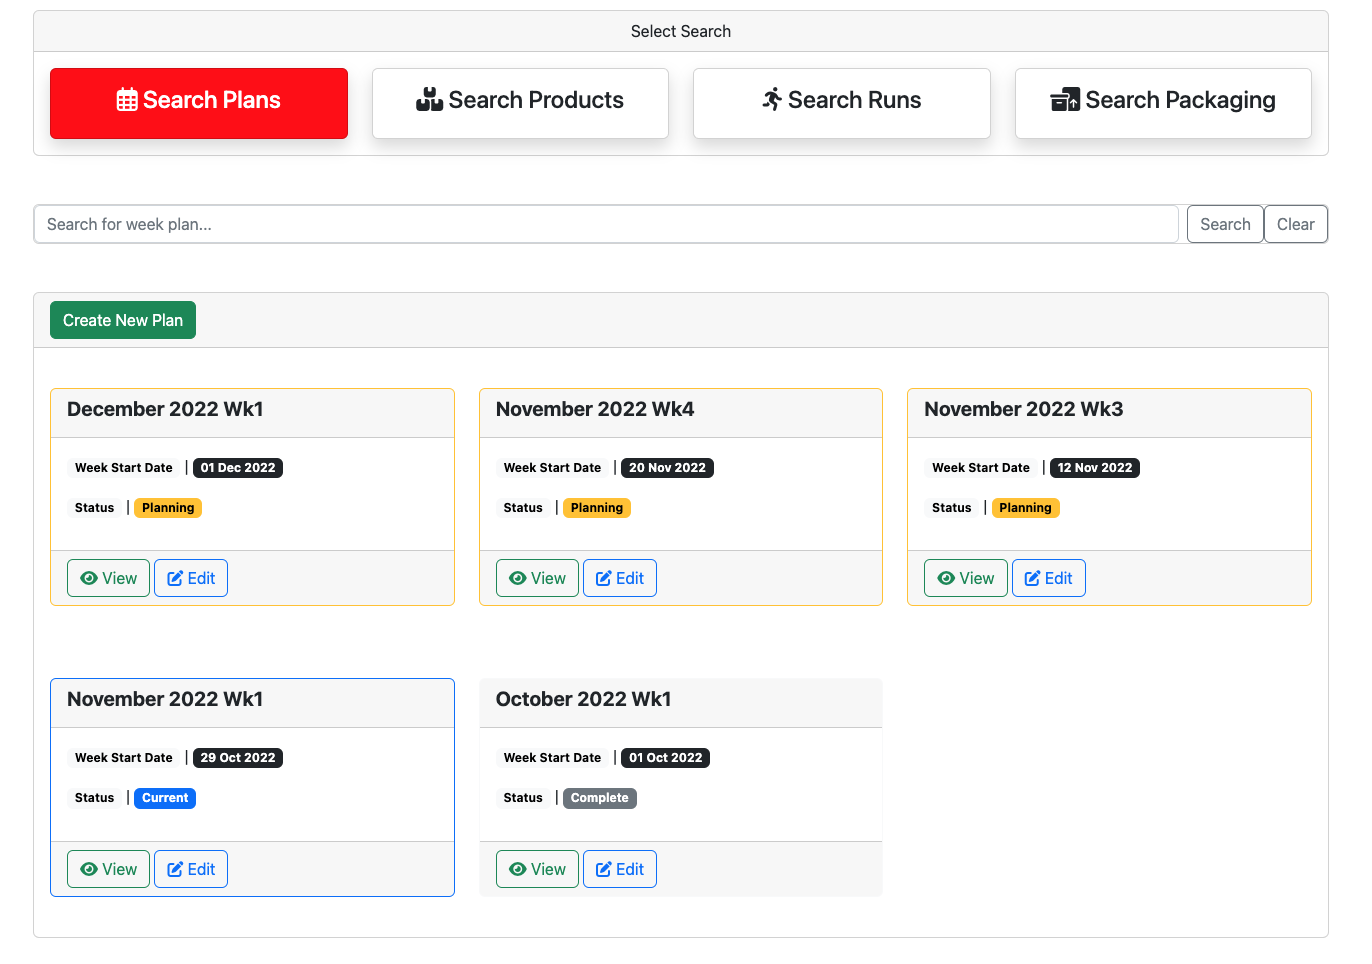 Select Search
Search Plans
Search Products
Search Runs
Search Packaging
Search for week plan...
Search
Clear
Create New Plan
December 2022 Wk1
Week Start Date | 01 Dec 2022
Status | Planning
View Edit
November 2022 Wk4
Week Start Date | 20 Nov 2022
Status | Planning
View Edit
November 2022 Wk3
Week Start Date | 12 Nov 2022
Status | Planning
View Edit
November 2022 Wk1
Week Start Date | 29 Oct 2022
Status | Current
View Edit
October 2022 Wk1
Week Start Date | 01 Oct 2022
Status | Complete
View Edit